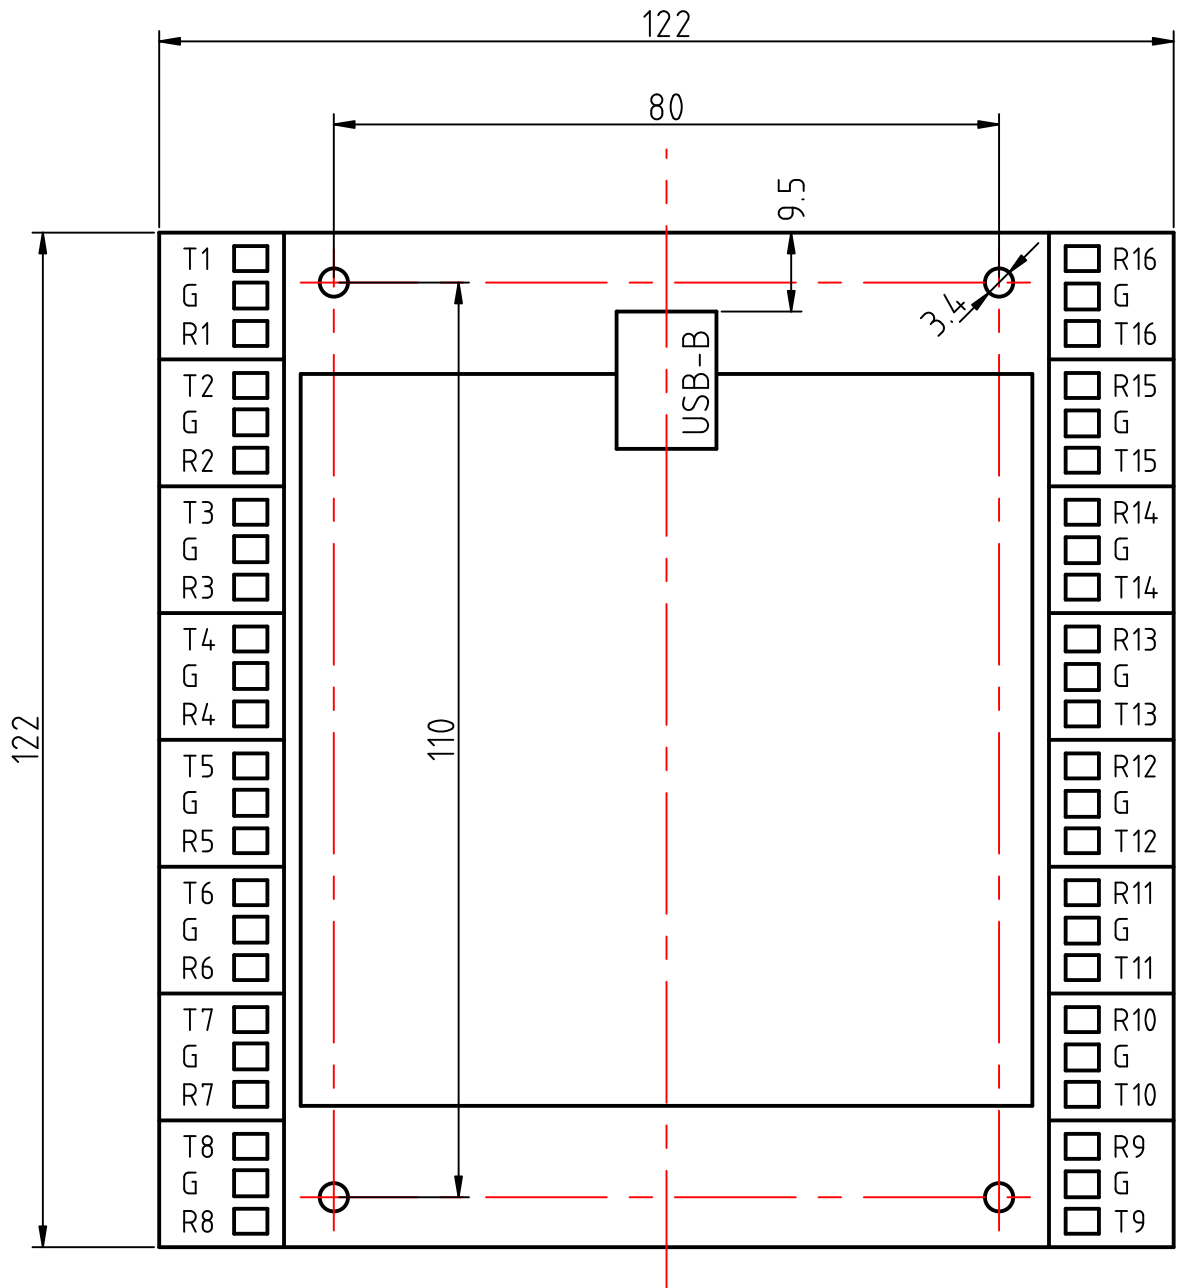 122
80
9.5
T1 R16
G G
3.4
R1 T16
USB-B
T2 R15
G G
R2 T15
T3 R14
G G
R3 T14
T4 R13
G G
R4 T13
122
110
T5 R12
G G
R5 T12
T6 R11
G G
R6 T11
T7 R10
G G
R7 T10
T8 R9
G G
R8 T9